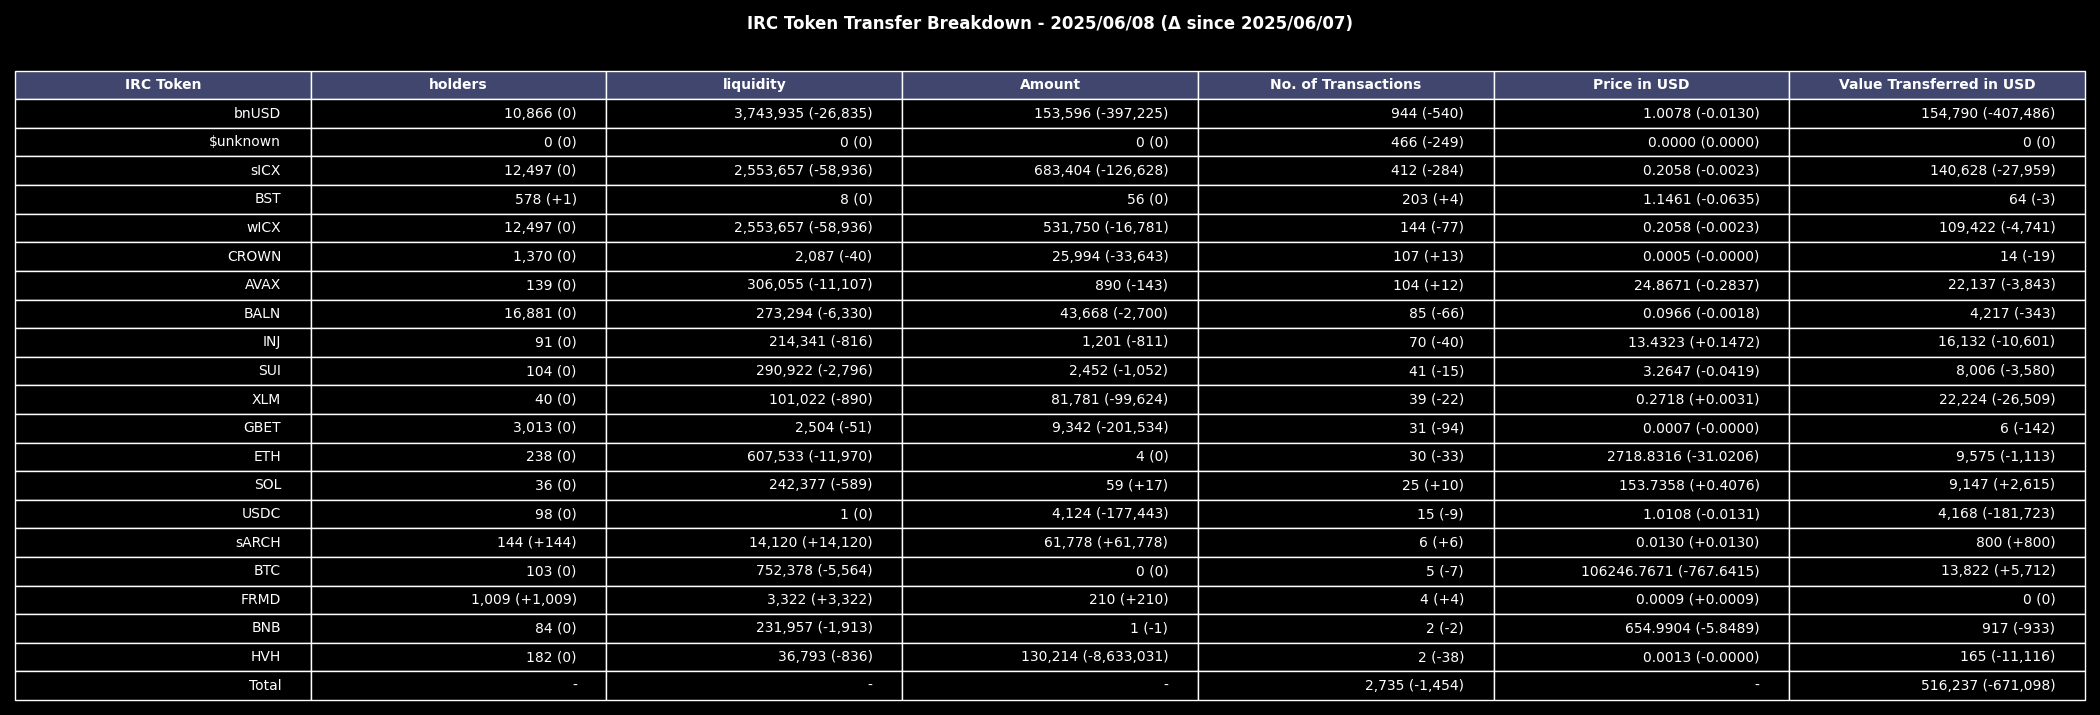 IRC Token Transfer Breakdown - 2025/06/08 (Δ since 2025/06/07)
IRC Token holders liquidity Amount No. of Transactions Price in USD Value Transferred in USD
bnUSD 10,866 (0) 3,743,935 (-26,835) 153,596 (-397,225) 944 (-540) 1.0078 (-0.0130) 154,790 (-407,486)
$unknown 0 (0) 0 (0) 0 (0) 466 (-249) 0.0000 (0.0000) 0 (0)
sICX 12,497 (0) 2,553,657 (-58,936) 683,404 (-126,628) 412 (-284) 0.2058 (-0.0023) 140,628 (-27,959)
BST 578 (+1) 8 (0) 56 (0) 203 (+4) 1.1461 (-0.0635) 64 (-3)
wICX 12,497 (0) 2,553,657 (-58,936) 531,750 (-16,781) 144 (-77) 0.2058 (-0.0023) 109,422 (-4,741)
CROWN 1,370 (0) 2,087 (-40) 25,994 (-33,643) 107 (+13) 0.0005 (-0.0000) 14 (-19)
AVAX 139 (0) 306,055 (-11,107) 890 (-143) 104 (+12) 24.8671 (-0.2837) 22,137 (-3,843)
BALN 16,881 (0) 273,294 (-6,330) 43,668 (-2,700) 85 (-66) 0.0966 (-0.0018) 4,217 (-343)
INJ 91 (0) 214,341 (-816) 1,201 (-811) 70 (-40) 13.4323 (+0.1472) 16,132 (-10,601)
SUI 104 (0) 290,922 (-2,796) 2,452 (-1,052) 41 (-15) 3.2647 (-0.0419) 8,006 (-3,580)
XLM 40 (0) 101,022 (-890) 81,781 (-99,624) 39 (-22) 0.2718 (+0.0031) 22,224 (-26,509)
GBET 3,013 (0) 2,504 (-51) 9,342 (-201,534) 31 (-94) 0.0007 (-0.0000) 6 (-142)
ETH 238 (0) 607,533 (-11,970) 4 (0) 30 (-33) 2718.8316 (-31.0206) 9,575 (-1,113)
SOL 36 (0) 242,377 (-589) 59 (+17) 25 (+10) 153.7358 (+0.4076) 9,147 (+2,615)
USDC 98 (0) 1 (0) 4,124 (-177,443) 15 (-9) 1.0108 (-0.0131) 4,168 (-181,723)
sARCH 144 (+144) 14,120 (+14,120) 61,778 (+61,778) 6 (+6) 0.0130 (+0.0130) 800 (+800)
BTC 103 (0) 752,378 (-5,564) 0 (0) 5 (-7) 106246.7671 (-767.6415) 13,822 (+5,712)
FRMD 1,009 (+1,009) 3,322 (+3,322) 210 (+210) 4 (+4) 0.0009 (+0.0009) 0 (0)
BNB 84 (0) 231,957 (-1,913) 1 (-1) 2 (-2) 654.9904 (-5.8489) 917 (-933)
HVH 182 (0) 36,793 (-836) 130,214 (-8,633,031) 2 (-38) 0.0013 (-0.0000) 165 (-11,116)
Total - - - 2,735 (-1,454) - 516,237 (-671,098)